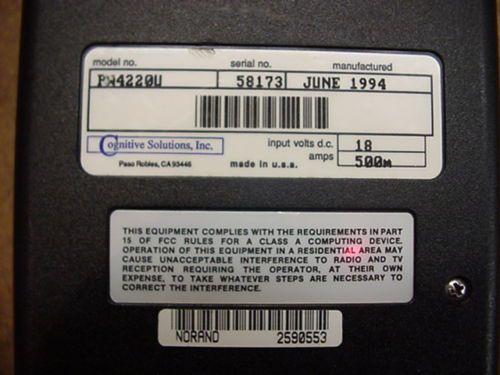 model no. serial no. manufactured
PW4220U 58173 JUNE 1994
Cognitive Solutions, Inc. input volts d.c. 18
Paso Robles, CA 93446 made in u.s.a. amps 500m
THIS EQUIPMENT COMPLIES WITH THE REQUIREMENTS IN PART
15 OF FCC RULES FOR A CLASS A COMPUTING DEVICE.
OPERATION OF THIS EQUIPMENT IN A RESIDENTIAL AREA MAY
CAUSE UNACCEPTABLE INTERFERENCE TO RADIO AND TV
RECEPTION REQUIRING THE OPERATOR, AT THEIR OWN
EXPENSE, TO TAKE WHATEVER STEPS ARE NECESSARY TO
CORRECT THE INTERFERENCE.
NORAND 2590553